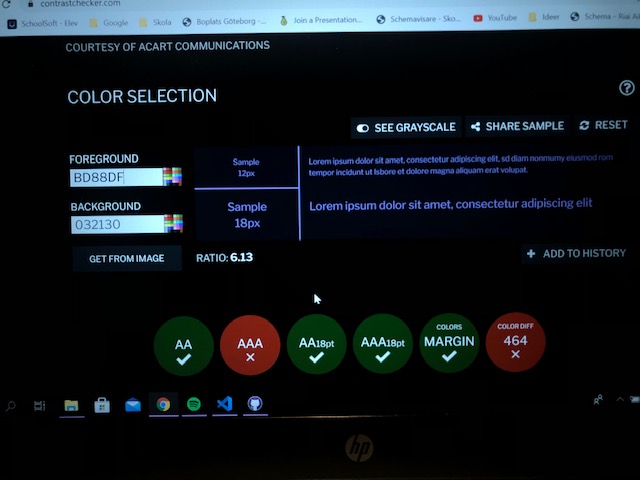 contrastchecker.com
SchoolSoft - Elev Google Skola Boplats Göteborg -... Join a Presentation... Schemavisare - Sko... YouTube Ideer Schema -
COURTESY OF ACART COMMUNICATIONS
COLOR SELECTION
?
SEE GRAYSCALE SHARE SAMPLE RESET
FOREGROUND
BD88DF
BACKGROUND
032130
Sample
12px
Lorem ipsum dolor sit amet, consectetur adipiscing elit, sd diam nonmumy eiusmod rom
tempor incidunt ut lsbore et dolore magna aliquam erat volupat.
Sample
18px
Lorem ipsum dolor sit amet, consectetur adipiscing elit
GET FROM IMAGE RATIO: 6.13 + ADD TO HISTORY
AA AAA AA18pt AAA18pt COLORS MARGIN COLOR DIFF 464
hp